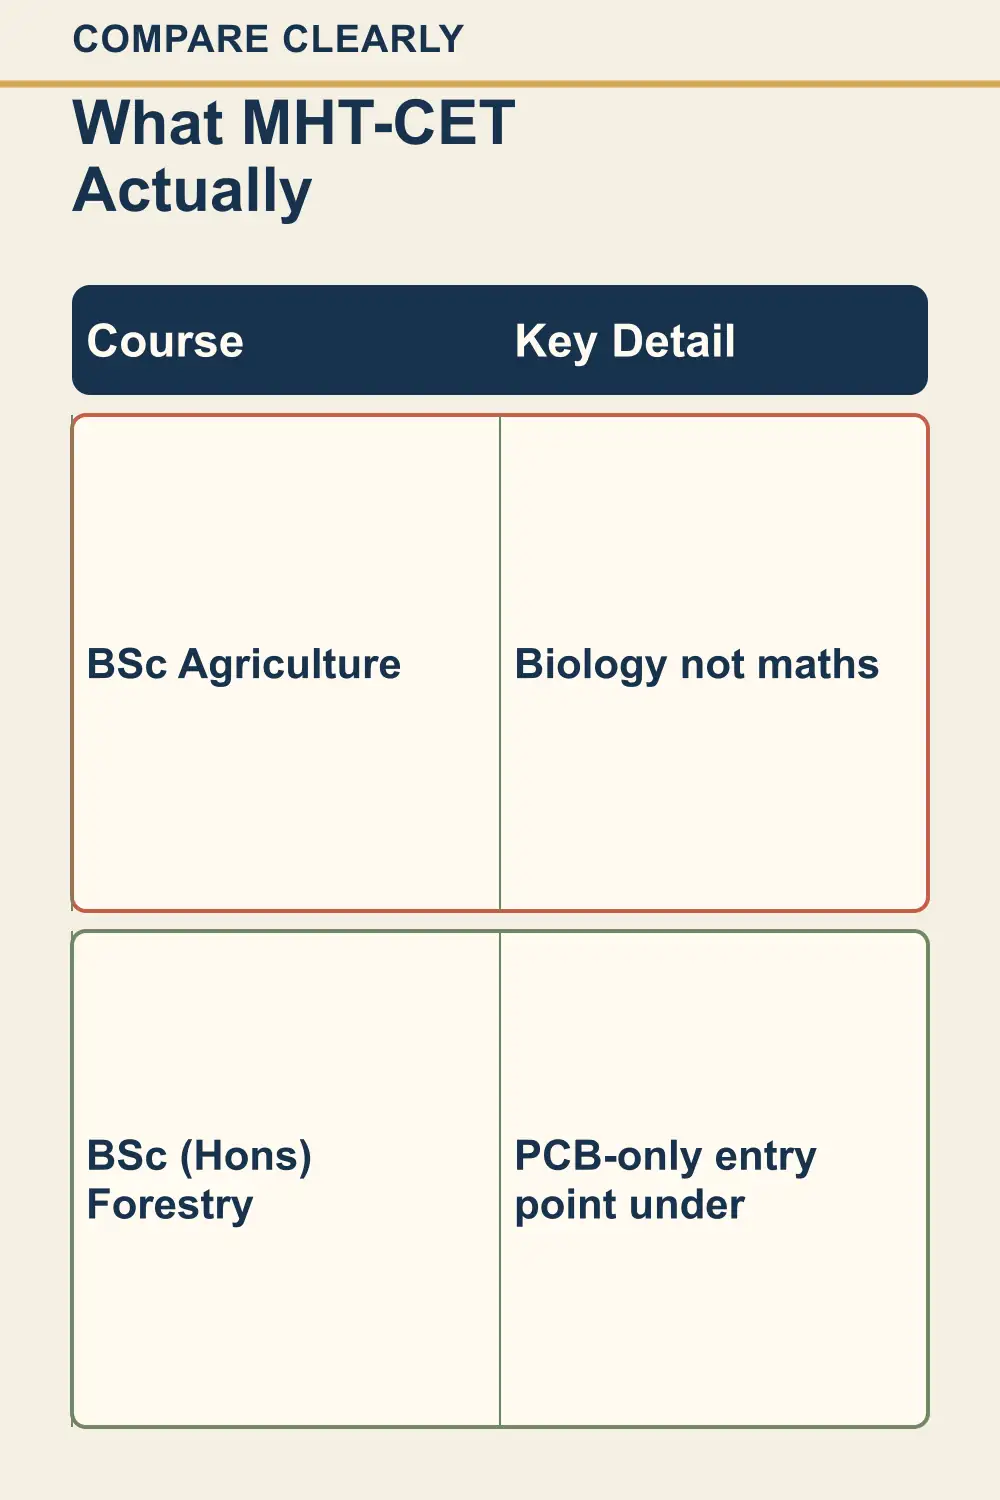 COMPARE CLEARLY
What MHT-CET
Actually
Course
Key Detail
BSc Agriculture
Biology not maths
BSc (Hons)
Forestry
PCB-only entry
point under